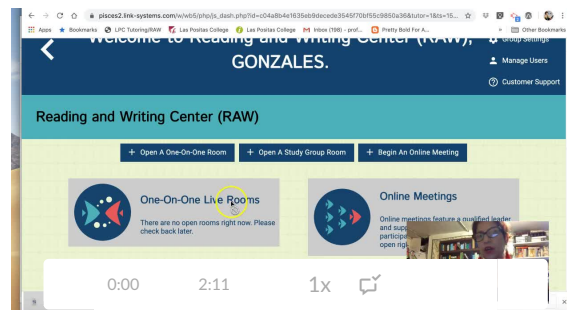 pisces2.link-systems.com/w/wb5/php/js_dash.php?id=c04a8b4e1635eb9decede3545f70bf55c9850a36&tutor=1&ts=15...
Apps Bookmarks LPC Tutoring/RAW Las Positas College Las Positas College Inbox (198) - prof... Pretty Bold For A... » Other Bookmarks
Welcome to Reading and Writing Center (RAW),
GONZALES.
Group Settings
Manage Users
Customer Support
Reading and Writing Center (RAW)
+ Open A One-On-One Room + Open A Study Group Room + Begin An Online Meeting
One-On-One Live Rooms
There are no open rooms right now. Please
check back later.
Online Meetings
Online meetings feature a qualified leader
and supp
participa
open righ
0:00 2:11 1x